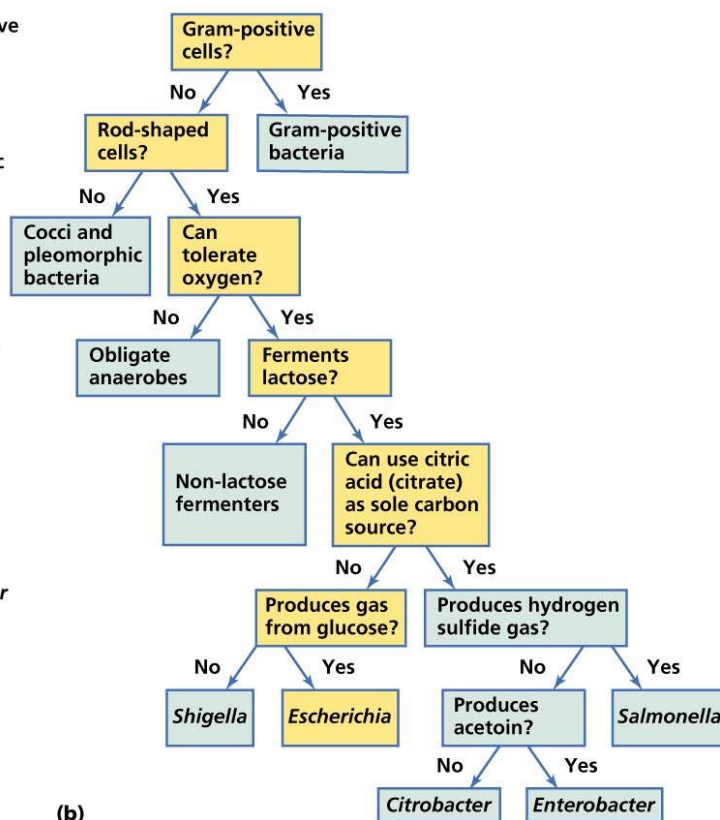 ve
Gram-positive
cells?
No
Yes
Rod-shaped
cells?
Gram-positive
bacteria
c
No
Yes
Cocci and
pleomorphic
bacteria
Can
tolerate
oxygen?
No
Yes
Obligate
anaerobes
Ferments
lactose?
No
Yes
Non-lactose
fermenters
Can use citric
acid (citrate)
as sole carbon
source?
No
Yes
r
Produces gas
from glucose?
Produces hydrogen
sulfide gas?
No
Yes
No
Yes
Shigella
Escherichia
Produces
acetoin?
Salmonella
No
Yes
(b)
Citrobacter
Enterobacter